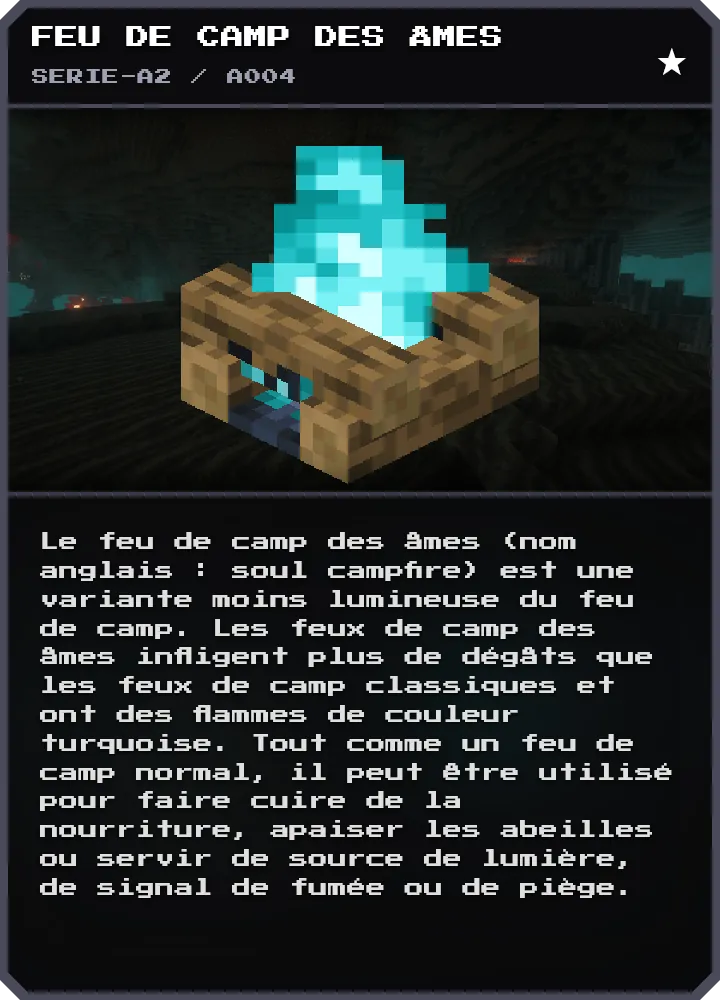 FEU DE CAMP DES ÂMES
SERIE-A2 / A004
Le feu de camp des âmes (nom
anglais : soul campfire) est une
variante moins lumineuse du feu
de camp. Les feux de camp des
âmes infligent plus de dégâts que
les feux de camp classiques et
ont des flammes de couleur
turquoise. Tout comme un feu de
camp normal, il peut être utilisé
pour faire cuire de la
nourriture, apaiser les abeilles
ou servir de source de lumière,
de signal de fumée ou de piège.